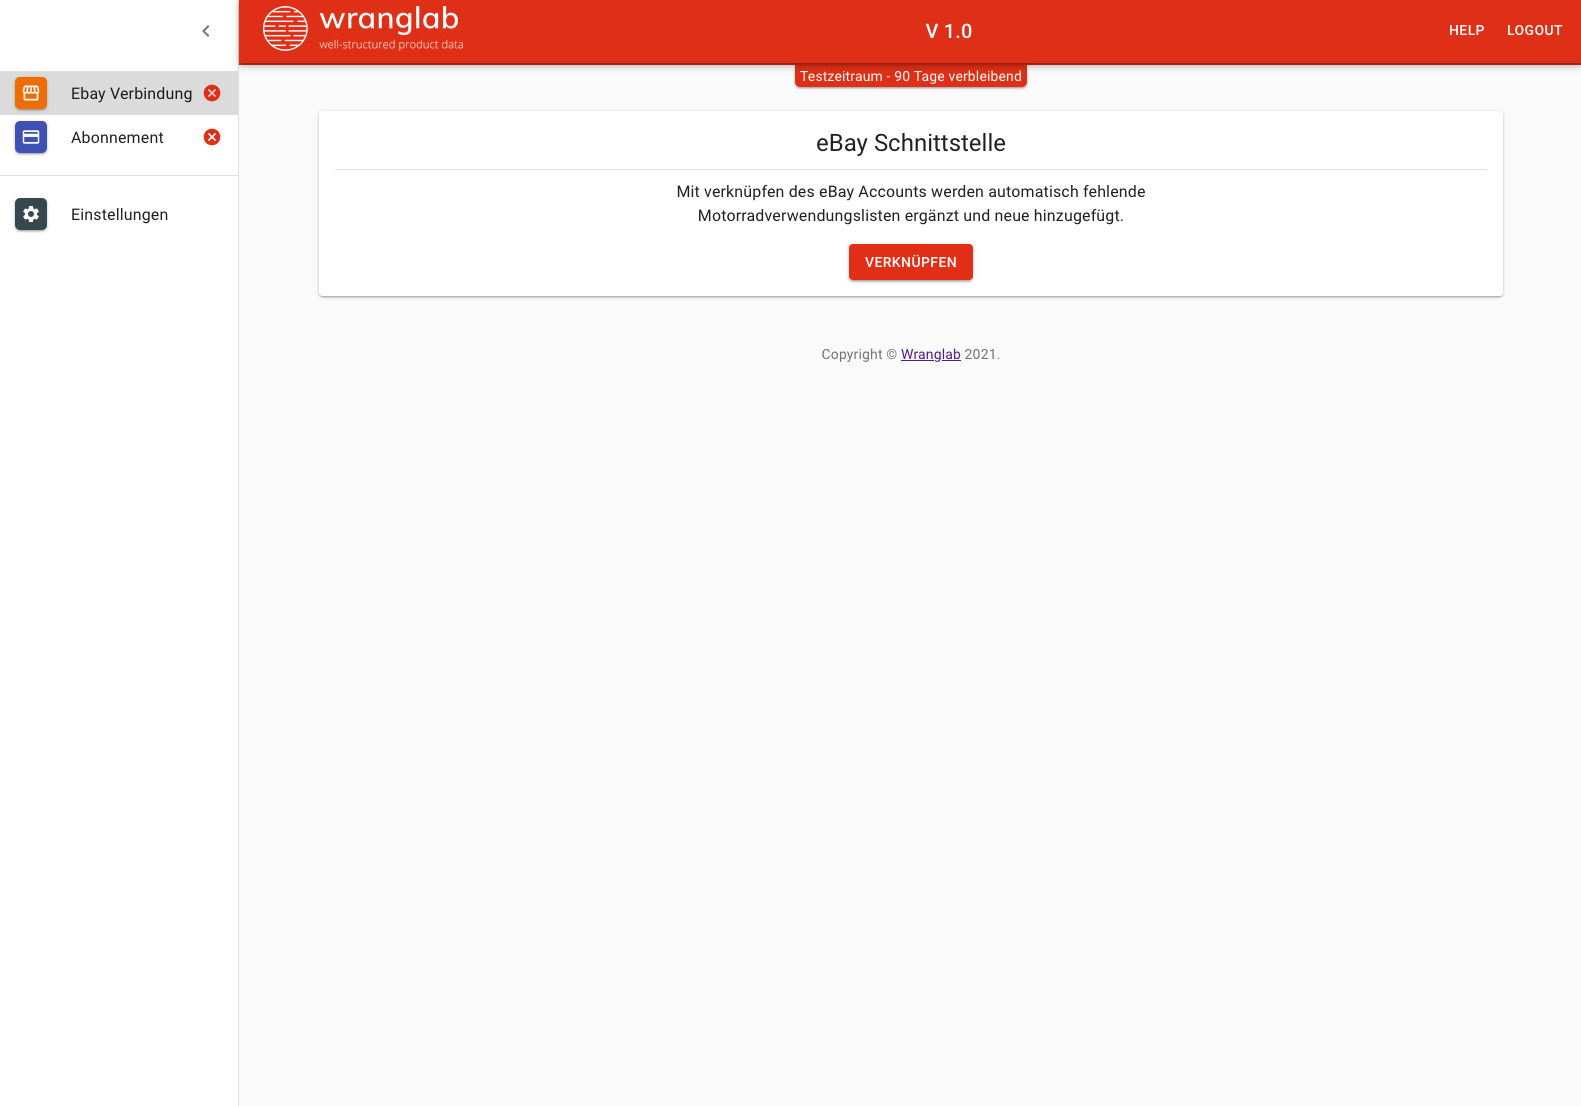 wranglab
well-structured product data
V 1.0
HELP
LOGOUT
Testzeitraum - 90 Tage verbleibend
Ebay Verbindung
Abonnement
Einstellungen
eBay Schnittstelle
Mit verknüpfen des eBay Accounts werden automatisch fehlende
Motorradverwendungslisten ergänzt und neue hinzugefügt.
VERKNÜPFEN
Copyright © Wranglab 2021.